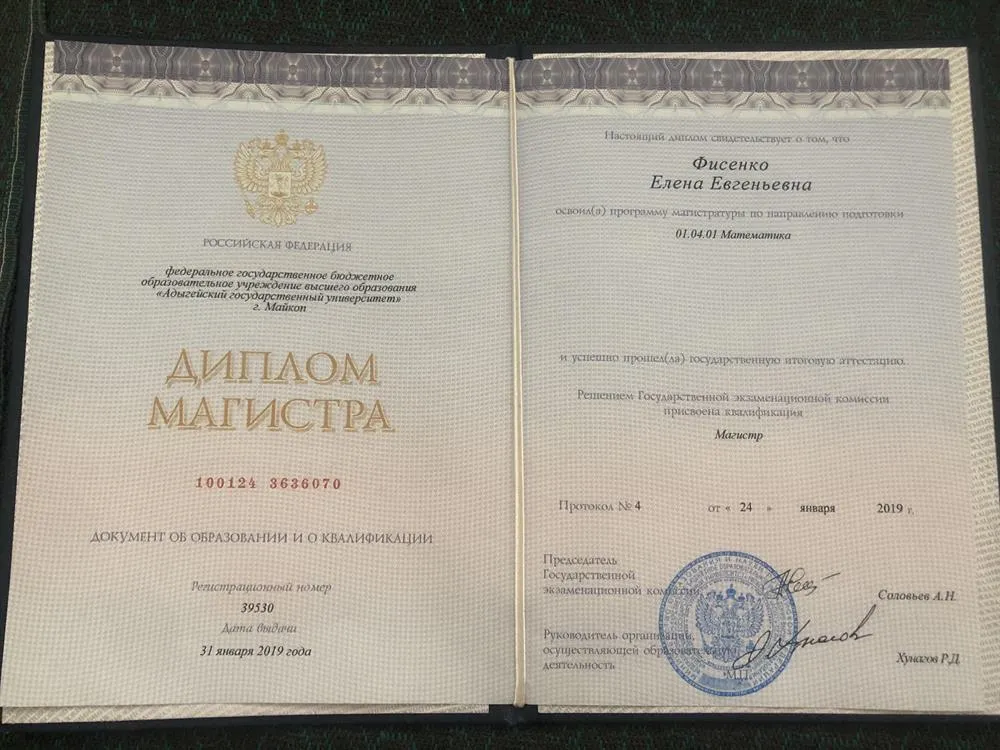 РОССИЙСКАЯ ФЕДЕРАЦИЯ
федеральное государственное бюджетное
образовательное учреждение высшего образования
«Адыгейский государственный университет»
г. Майкоп
ДИПЛОМ
МАГИСТРА
100124 3636070
ДОКУМЕНТ ОБ ОБРАЗОВАНИИ И О КВАЛИФИКАЦИИ
Регистрационный номер
39530
Дата выдачи
31 января 2019 года
Настоящий диплом свидетельствует о том, что
Фисенко
Елена Евгеньевна
освоил(а) программу магистратуры по направлению подготовки
01.04.01 Математика
и успешно прошел(ла) государственную итоговую аттестацию.
Решением Государственной экзаменационной комиссии
присвоена квалификация
Магистр
Протокол № 4 от « 24 » января 2019 г.
Председатель
Государственной
экзаменационной комиссии
Соловьев А.Н.
Руководитель организации,
осуществляющей образовательную
деятельность
Хунагов Р.Д.
МП